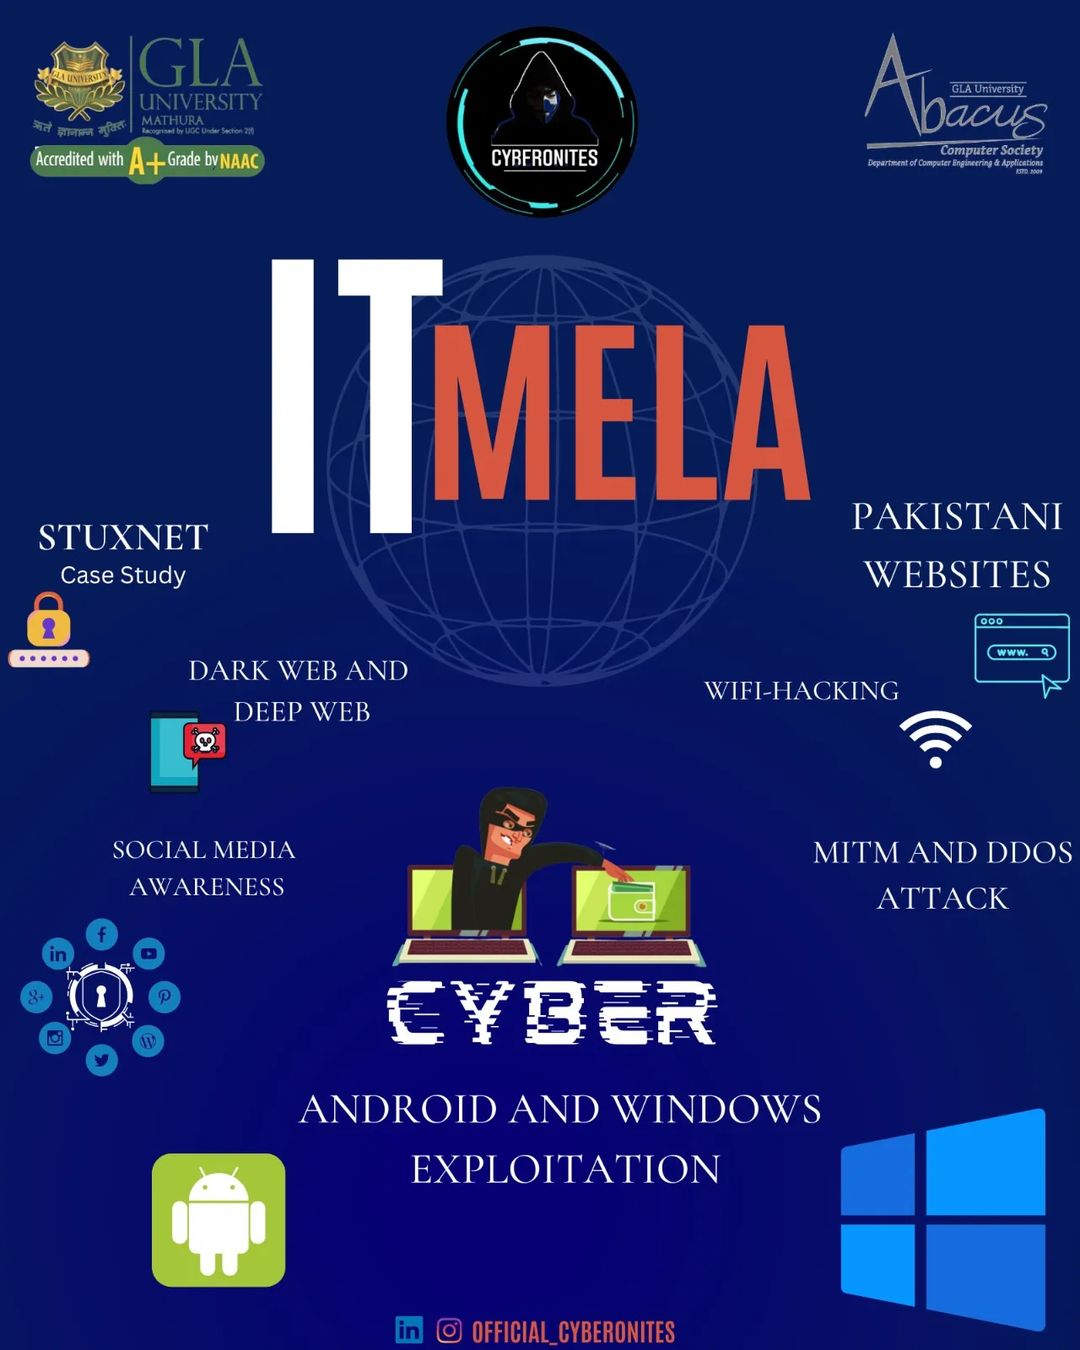 GLA
UNIVERSITY
MATHURA
Recognised by UGC Under Section 2(f)
GLA UNIVERSITY
ऋते ज्ञानान्न मुक्तिः
Accredited with A+ Grade by NAAC
CYBFRONITES
GLA University
Abacus
Computer Society
Department of Computer Engineering & Applications
ESTD. 2009
IT MELA
STUXNET
Case Study
PAKISTANI
WEBSITES
www.
DARK WEB AND
DEEP WEB
WIFI-HACKING
SOCIAL MEDIA
AWARENESS
MITM AND DDOS
ATTACK
CYBER
ANDROID AND WINDOWS
EXPLOITATION
OFFICIAL_CYBERONITES